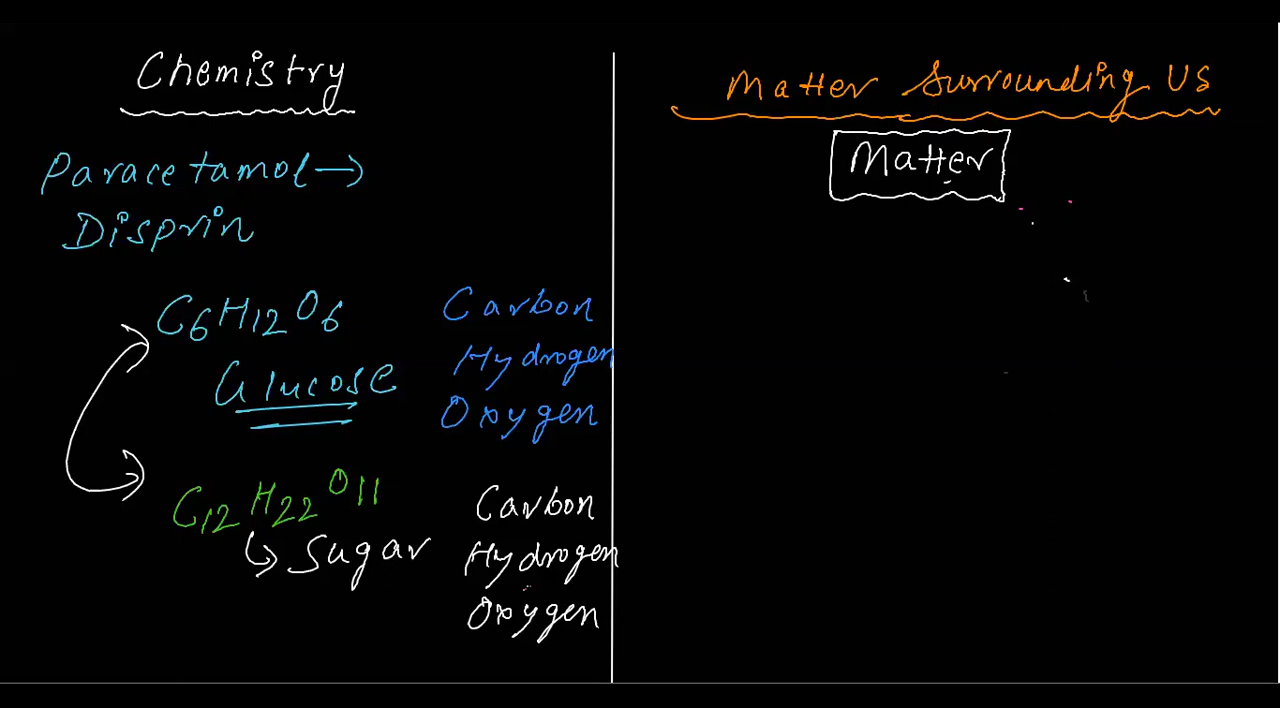 Chemistry
Paracetamol →
Disprin
C6H12O6
Glucose
Carbon
Hydrogen
Oxygen
C12H22O11
↳ Sugar
Carbon
Hydrogen
Oxygen
Matter Surrounding US
Matter